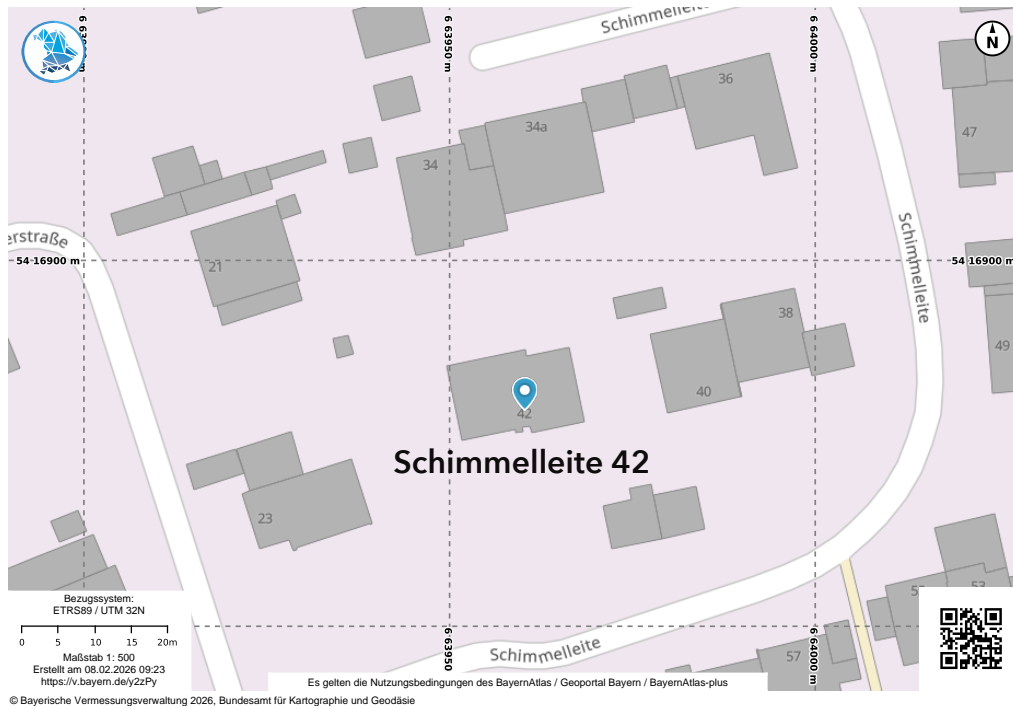 Schimmelleite
6 63950 m
6 64000 m
N
36
34a
47
34
erstraße
21
54 16900 m
54 16900 m
Schimmelleite
38
49
40
42
Schimmelleite 42
23
53
57
6 63950
6 64000 m
Schimmelleite
Bezugssystem:
ETRS89 / UTM 32N
0 5 10 15 20m
Maßstab 1: 500
Erstellt am 08.02.2026 09:23
https://v.bayern.de/y2zPy
Es gelten die Nutzungsbedingungen des BayernAtlas / Geoportal Bayern / BayernAtlas-plus
© Bayerische Vermessungsverwaltung 2026, Bundesamt für Kartographie und Geodäsie